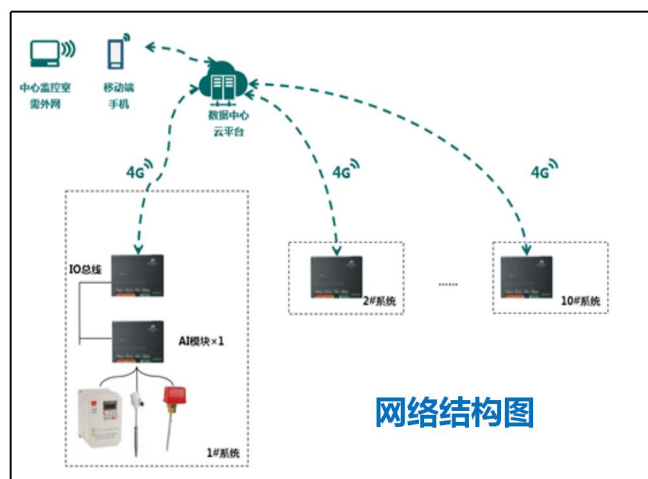 中心监控室
需外网
移动端
手机
数据中心
云平台
4G
4G
4G
IO总线
AI模块×1
1#系统
2#系统
......
10#系统
网络结构图